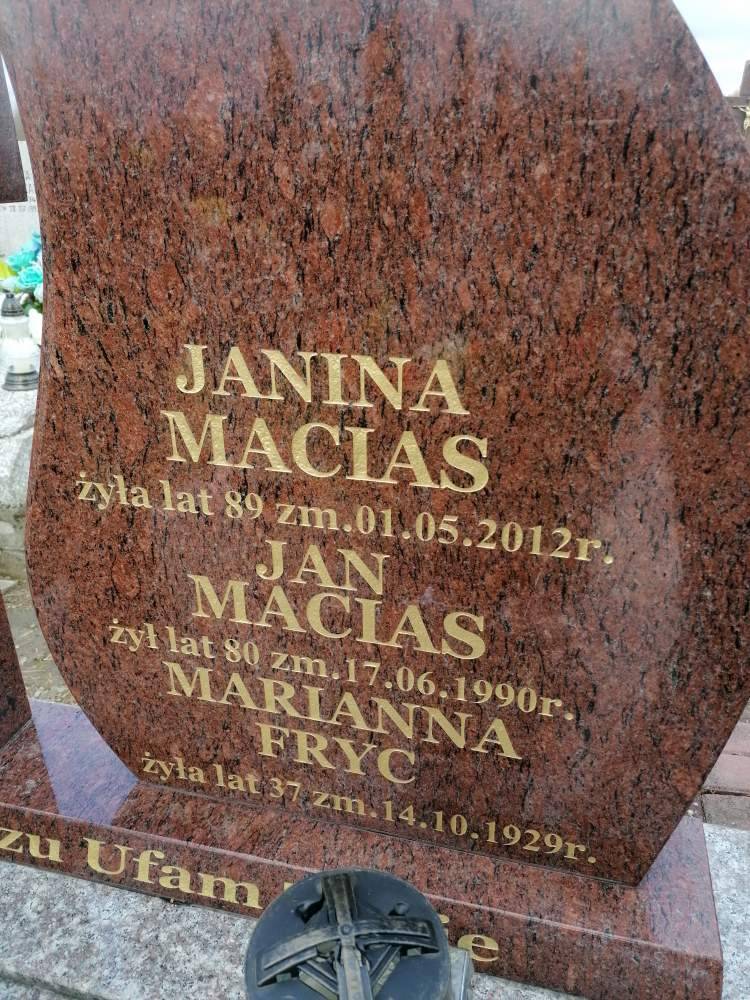 JANINA
MACIAS
żyła lat 89 zm.01.05.2012r.
JAN
MACIAS
żył lat 80 zm.17.06.1990r.
MARIANNA
FRYC
żyła lat 37 zm.14.10.1929r.
Ufam